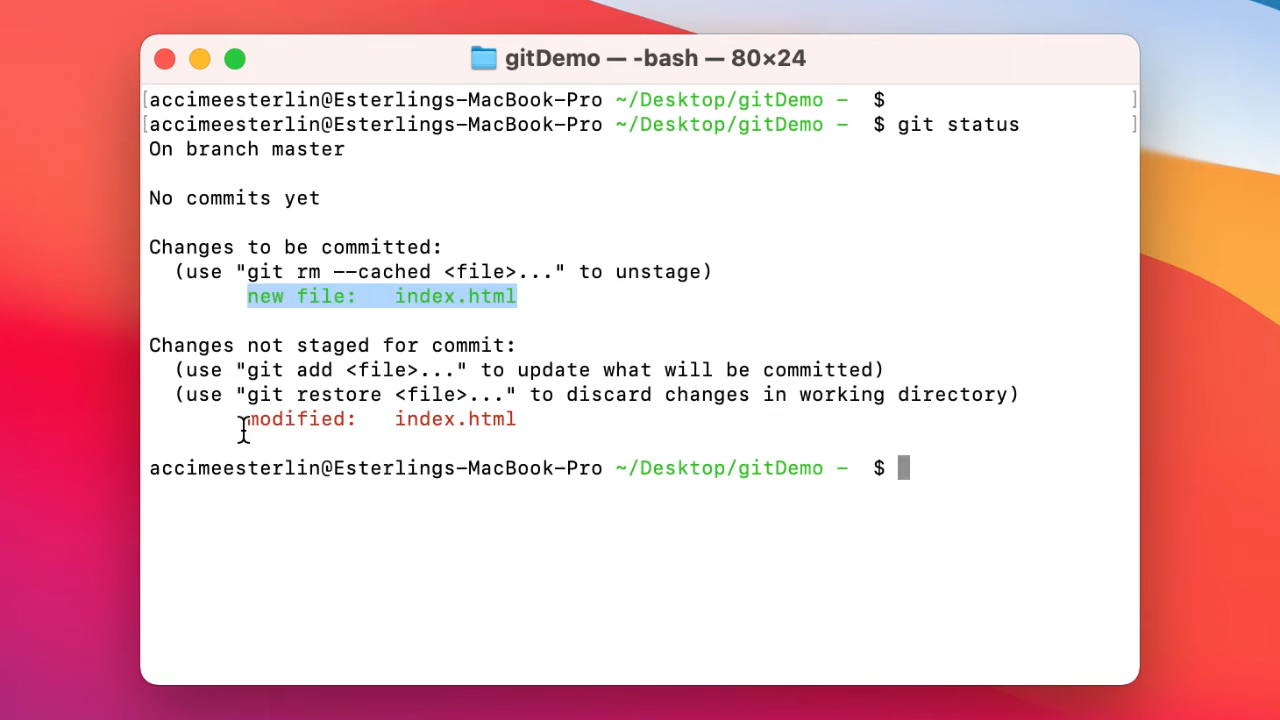 gitDemo — -bash — 80×24
[accimeesterlin@Esterlings-MacBook-Pro ~/Desktop/gitDemo -  $ ]
[accimeesterlin@Esterlings-MacBook-Pro ~/Desktop/gitDemo -  $ git status ]
On branch master
No commits yet
Changes to be committed:
  (use "git rm --cached <file>..." to unstage)
        new file:   index.html
Changes not staged for commit:
  (use "git add <file>..." to update what will be committed)
  (use "git restore <file>..." to discard changes in working directory)
        modified:   index.html
accimeesterlin@Esterlings-MacBook-Pro ~/Desktop/gitDemo -  $